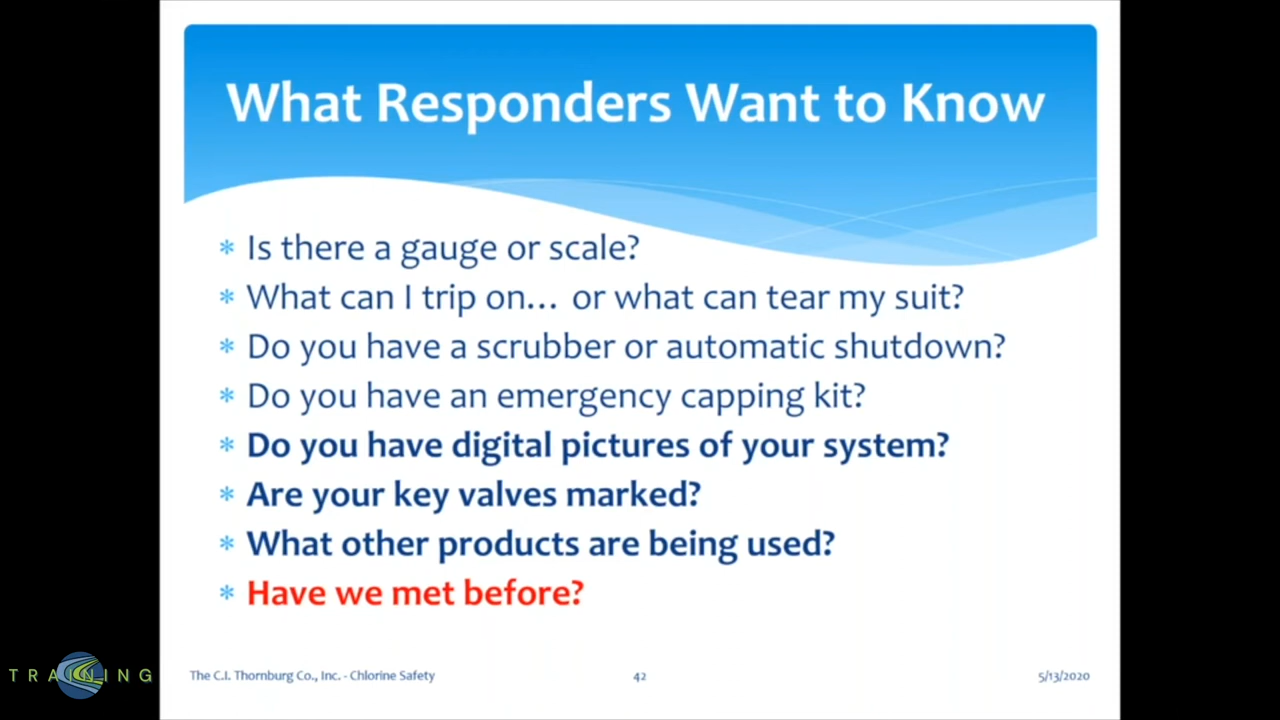 What Responders Want to Know
* Is there a gauge or scale?
* What can I trip on... or what can tear my suit?
* Do you have a scrubber or automatic shutdown?
* Do you have an emergency capping kit?
* Do you have digital pictures of your system?
* Are your key valves marked?
* What other products are being used?
* Have we met before?
TRAINING
The C.I. Thornburg Co., Inc. - Chlorine Safety
42
5/13/2020